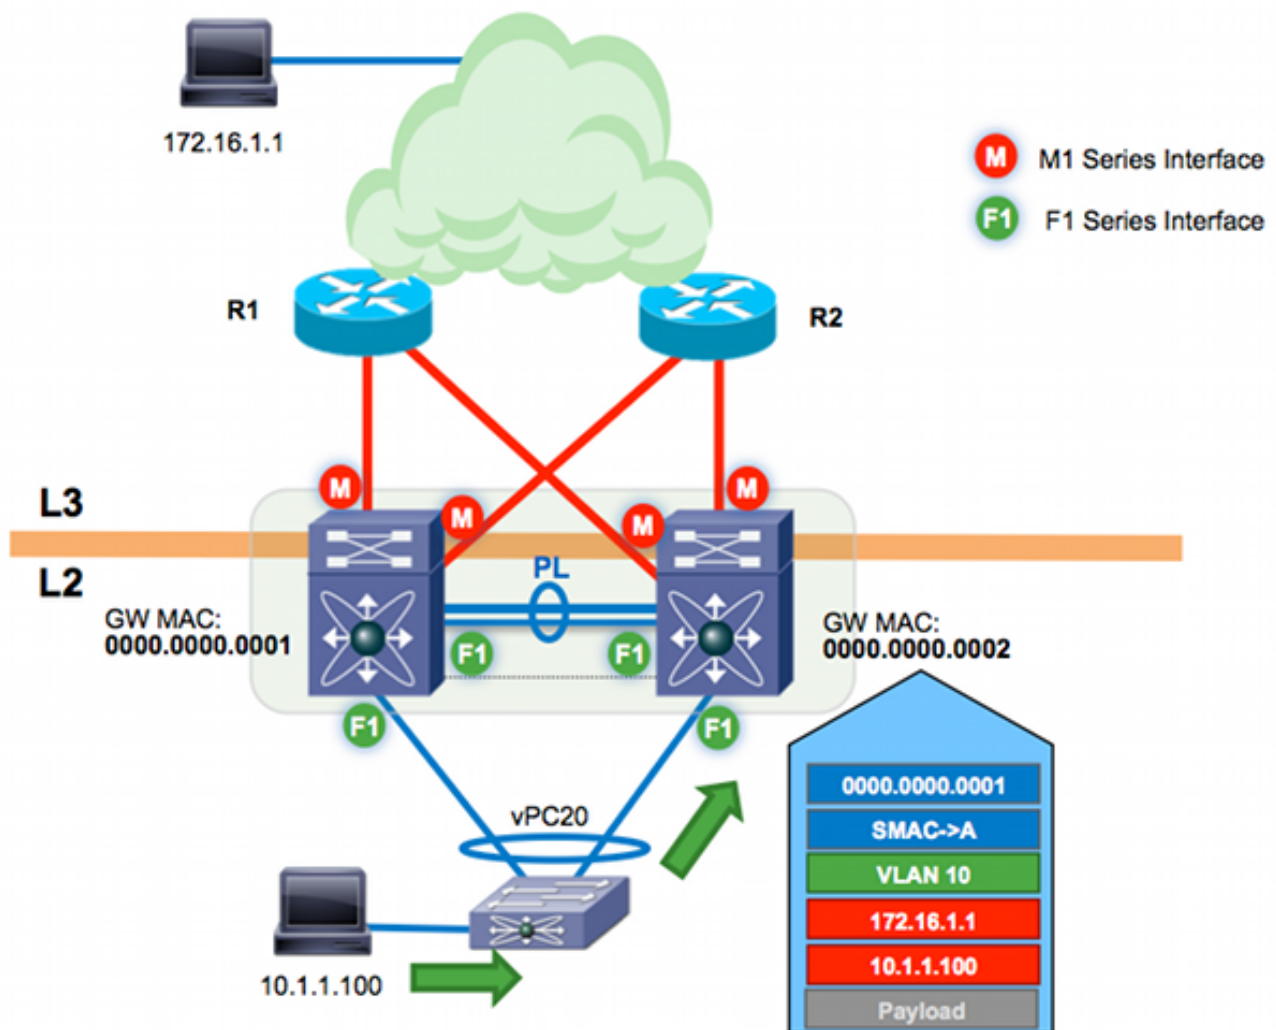 172.16.1.1
M
M1 Series Interface
F1
F1 Series Interface
R1
R2
M
M
L3
M
M
L2
PL
GW MAC:
0000.0000.0001
GW MAC:
0000.0000.0002
F1
F1
F1
F1
0000.0000.0001
vPC20
SMAC->A
VLAN 10
172.16.1.1
10.1.1.100
10.1.1.100
Payload